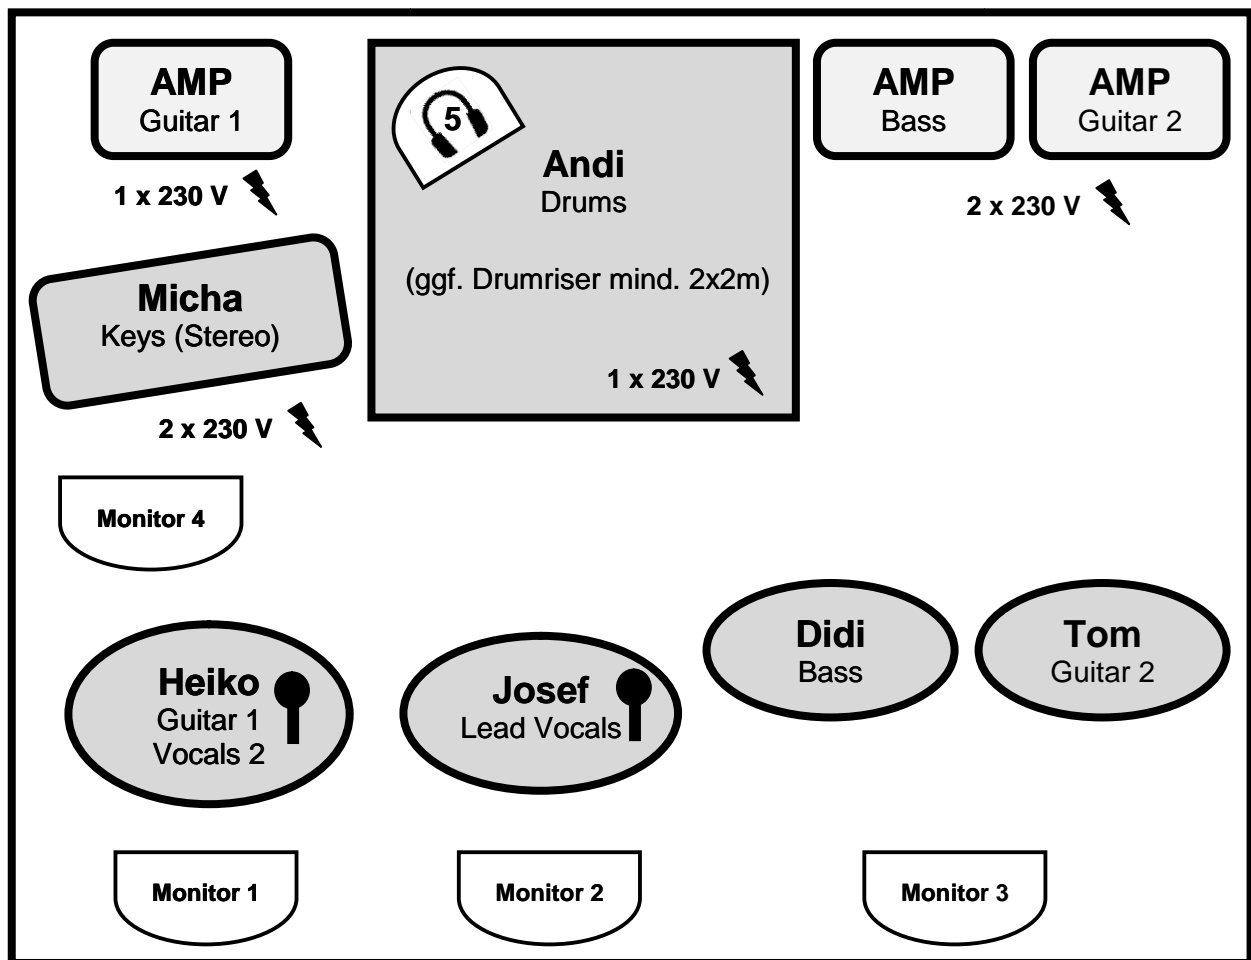 AMP
Guitar 1
1 x 230 V
5
Andi
Drums
(ggf. Drumriser mind. 2x2m)
1 x 230 V
AMP
Bass
AMP
Guitar 2
2 x 230 V
Micha
Keys (Stereo)
2 x 230 V
Monitor 4
Heiko
Guitar 1
Vocals 2
Josef
Lead Vocals
Didi
Bass
Tom
Guitar 2
Monitor 1
Monitor 2
Monitor 3